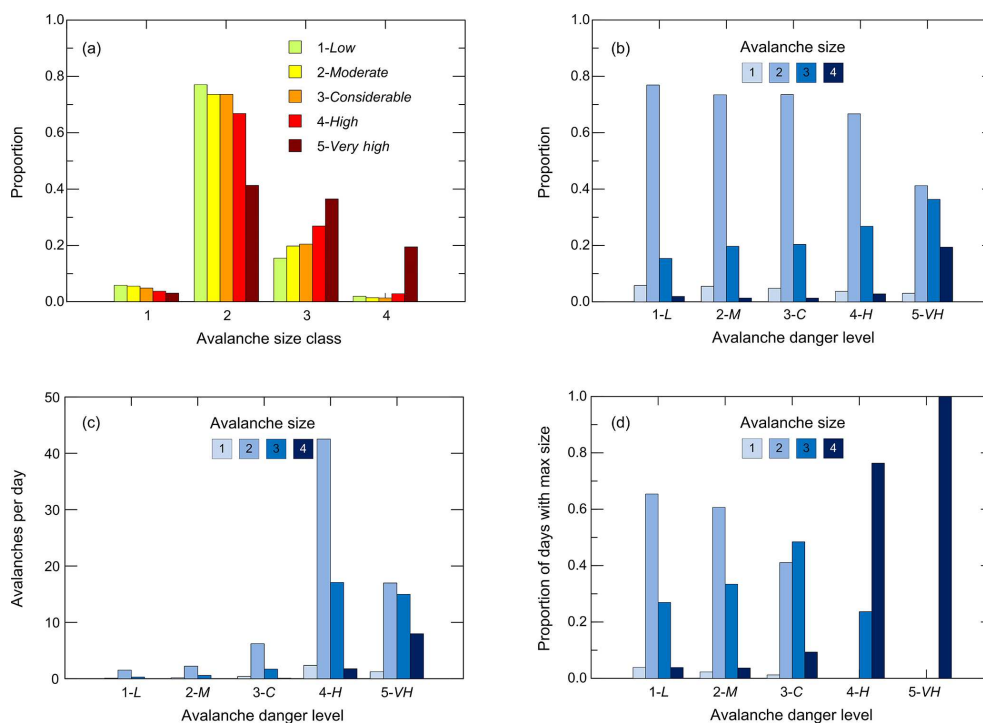 (a)
1-Low
2-Moderate
3-Considerable
4-High
5-Very high
Proportion
1.0
0.8
0.6
0.4
0.2
0.0
1 2 3 4
Avalanche size class
(b)
Avalanche size
1 2 3 4
Proportion
1.0
0.8
0.6
0.4
0.2
0.0
1-L 2-M 3-C 4-H 5-VH
Avalanche danger level
(c)
Avalanche size
1 2 3 4
Avalanches per day
50
40
30
20
10
0
1-L 2-M 3-C 4-H 5-VH
Avalanche danger level
(d)
Avalanche size
1 2 3 4
Proportion of days with max size
1.0
0.8
0.6
0.4
0.2
0.0
1-L 2-M 3-C 4-H 5-VH
Avalanche danger level